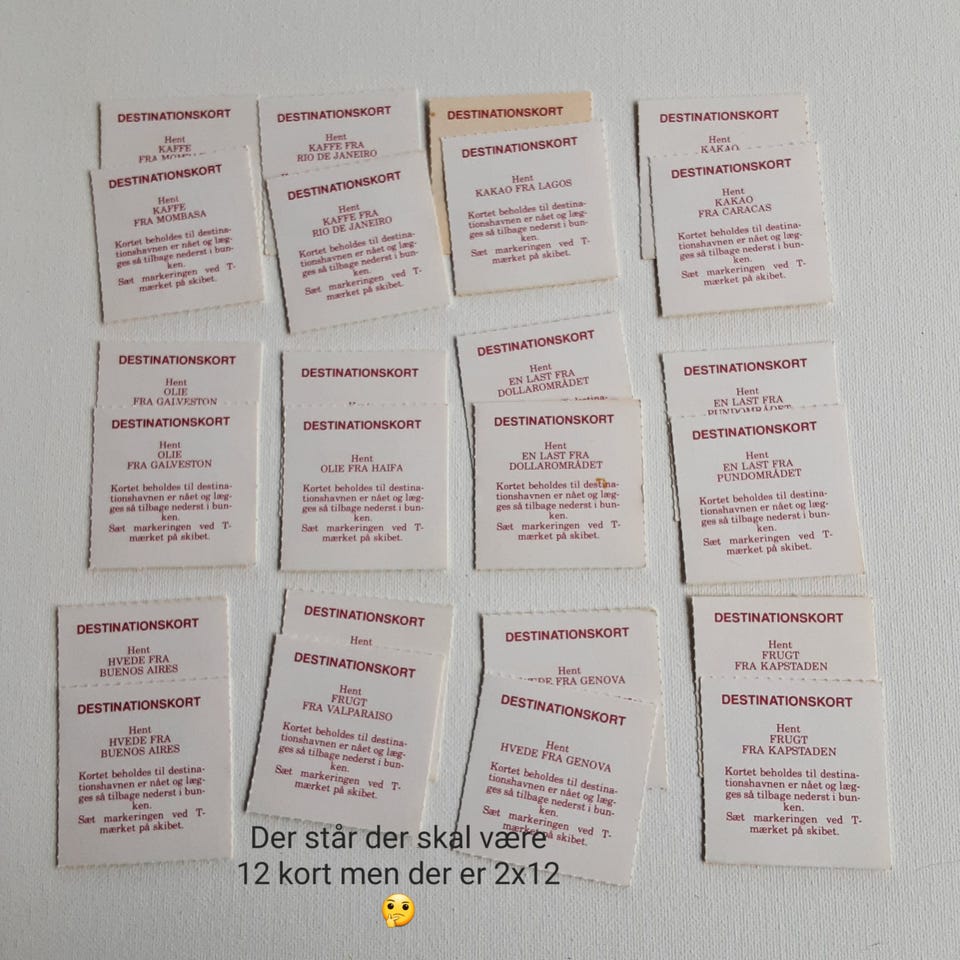 DESTINATIONSKORT
Hent
KAFFE
FRA MOMBASA
DESTINATIONSKORT
Hent
KAFFE
FRA MOMBASA
Kortet beholdes til destina-
tionshavnen er nået og læg-
ges så tilbage nederst i bun-
ken.
Sæt markeringen ved T-
mærket på skibet.
DESTINATIONSKORT
Hent
KAFFE FRA
RIO DE JANEIRO
DESTINATIONSKORT
Hent
KAFFE FRA
RIO DE JANEIRO
Kortet beholdes til destina-
tionshavnen er nået og læg-
ges så tilbage nederst i bun-
ken.
Sæt markeringen ved T-
mærket på skibet.
DESTINATIONSKORT
DESTINATIONSKORT
Hent
KAKAO FRA LAGOS
Kortet beholdes til destina-
tionshavnen er nået og læg-
ges så tilbage nederst i bun-
ken.
Sæt markeringen ved T-
mærket på skibet.
DESTINATIONSKORT
Hent
KAKAO
DESTINATIONSKORT
Hent
KAKAO
FRA CARACAS
Kortet beholdes til destina-
tionshavnen er nået og læg-
ges så tilbage nederst i bun-
ken.
Sæt markeringen ved T-
mærket på skibet.
DESTINATIONSKORT
Hent
OLIE
FRA GALVESTON
DESTINATIONSKORT
Hent
OLIE
FRA GALVESTON
Kortet beholdes til destina-
tionshavnen er nået og læg-
ges så tilbage nederst i bun-
ken.
Sæt markeringen ved T-
mærket på skibet.
DESTINATIONSKORT
DESTINATIONSKORT
Hent
OLIE FRA HAIFA
Kortet beholdes til destina-
tionshavnen er nået og læg-
ges så tilbage nederst i bun-
ken.
Sæt markeringen ved T-
mærket på skibet.
DESTINATIONSKORT
Hent
EN LAST FRA
DOLLAROMRÅDET
destina-
DESTINATIONSKORT
Hent
EN LAST FRA
DOLLAROMRÅDET
Kortet beholdes til destina-
tionshavnen er nået og læg-
ges så tilbage nederst i bun-
ken.
Sæt markeringen ved T-
mærket på skibet.
DESTINATIONSKORT
Hent
EN LAST FRA
PUNDOMRÅDET
DESTINATIONSKORT
Hent
EN LAST FRA
PUNDOMRÅDET
Kortet beholdes til destina-
tionshavnen er nået og læg-
ges så tilbage nederst i bun-
ken.
Sæt markeringen ved T-
mærket på skibet.
DESTINATIONSKORT
Hent
HVEDE FRA
BUENOS AIRES
DESTINATIONSKORT
Hent
HVEDE FRA
BUENOS AIRES
Kortet beholdes til destina-
tionshavnen er nået og læg-
ges så tilbage nederst i bun-
ken.
Sæt markeringen ved T-
mærket på skibet.
DESTINATIONSKORT
Hent
DESTINATIONSKORT
Hent
FRUGT
FRA VALPARAISO
Kortet beholdes til destina-
tionshavnen er nået og læg-
ges så tilbage nederst i bun-
ken.
Sæt markeringen ved T-
mærket på skibet.
DESTINATIONSKORT
Hent
HVEDE FRA GENOVA
DESTINATIONSKORT
Hent
HVEDE FRA GENOVA
Kortet beholdes til destina-
tionshavnen er nået og læg-
ges så tilbage nederst i bun-
ken.
Sæt markeringen ved T-
mærket på skibet.
DESTINATIONSKORT
Hent
FRUGT
FRA KAPSTADEN
DESTINATIONSKORT
Hent
FRUGT
FRA KAPSTADEN
Kortet beholdes til destina-
tionshavnen er nået og læg-
ges så tilbage nederst i bun-
ken.
Sæt markeringen ved T-
mærket på skibet.
Der står der skal være
12 kort men der er 2x12
🤔